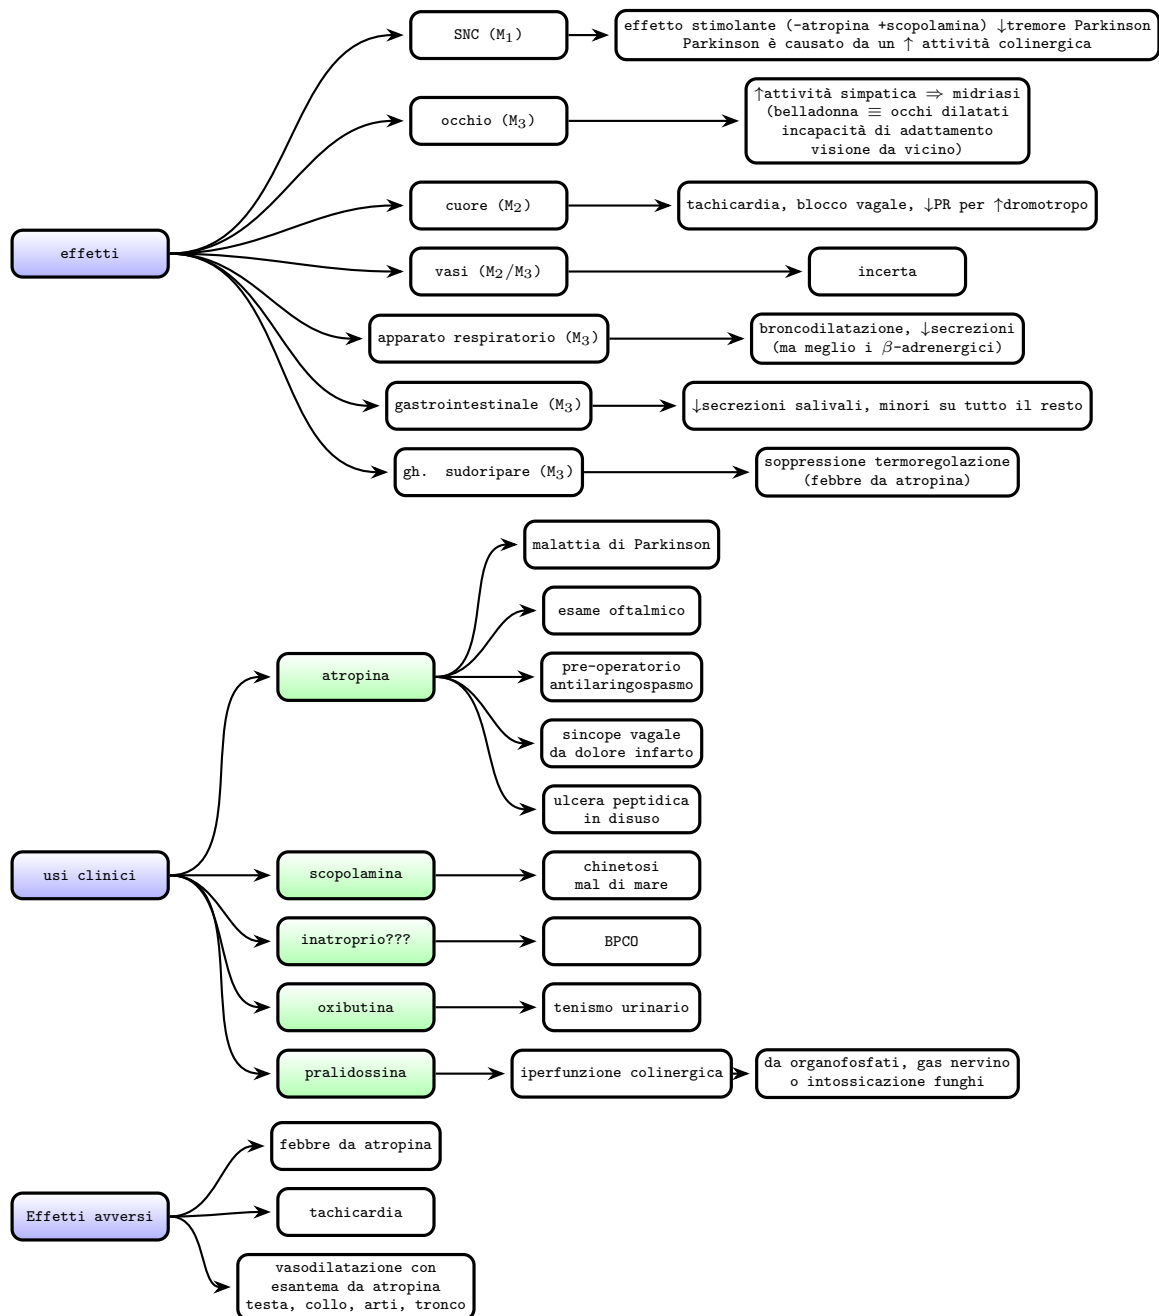 effetti
SNC (M1)
effetto stimolante (-atropina +scopolamina) ↓tremore Parkinson
Parkinson è causato da un ↑ attività colinergica
occhio (M3)
↑attività simpatica ⇒ midriasi
(belladonna ≡ occhi dilatati
incapacità di adattamento
visione da vicino)
cuore (M2)
tachicardia, blocco vagale, ↓PR per ↑dromotropo
vasi (M2/M3)
incerta
apparato respiratorio (M3)
broncodilatazione, ↓secrezioni
(ma meglio i β-adrenergici)
gastrointestinale (M3)
↓secrezioni salivali, minori su tutto il resto
gh. sudoripare (M3)
soppressione termoregolazione
(febbre da atropina)
usi clinici
atropina
malattia di Parkinson
esame oftalmico
pre-operatorio
antilaringospasmo
sincope vagale
da dolore infarto
ulcera peptidica
in disuso
scopolamina
chinetosi
mal di mare
inatroprio???
BPCO
oxibutina
tenismo urinario
pralidossina
iperfunzione colinergica
da organofosfati, gas nervino
o intossicazione funghi
Effetti avversi
febbre da atropina
tachicardia
vasodilatazione con
esantema da atropina
testa, collo, arti, tronco